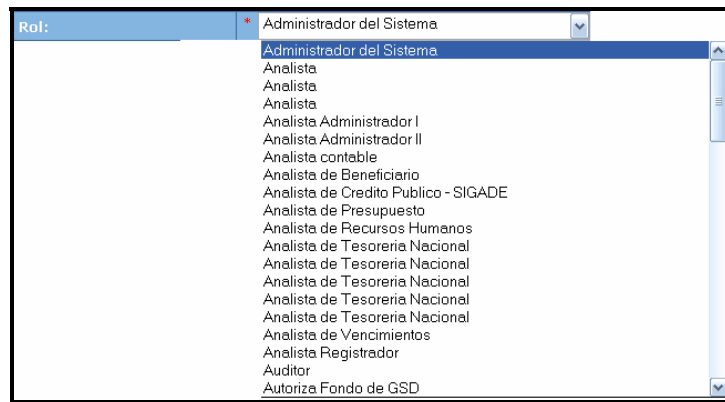 Rol: * Administrador del Sistema
Administrador del Sistema
Analista
Analista
Analista
Analista Administrador I
Analista Administrador II
Analista contable
Analista de Beneficiario
Analista de Credito Publico - SIGADE
Analista de Presupuesto
Analista de Recursos Humanos
Analista de Tesoreria Nacional
Analista de Tesoreria Nacional
Analista de Tesoreria Nacional
Analista de Tesoreria Nacional
Analista de Tesoreria Nacional
Analista de Vencimientos
Analista Registrador
Auditor
Autoriza Fondo de GSD